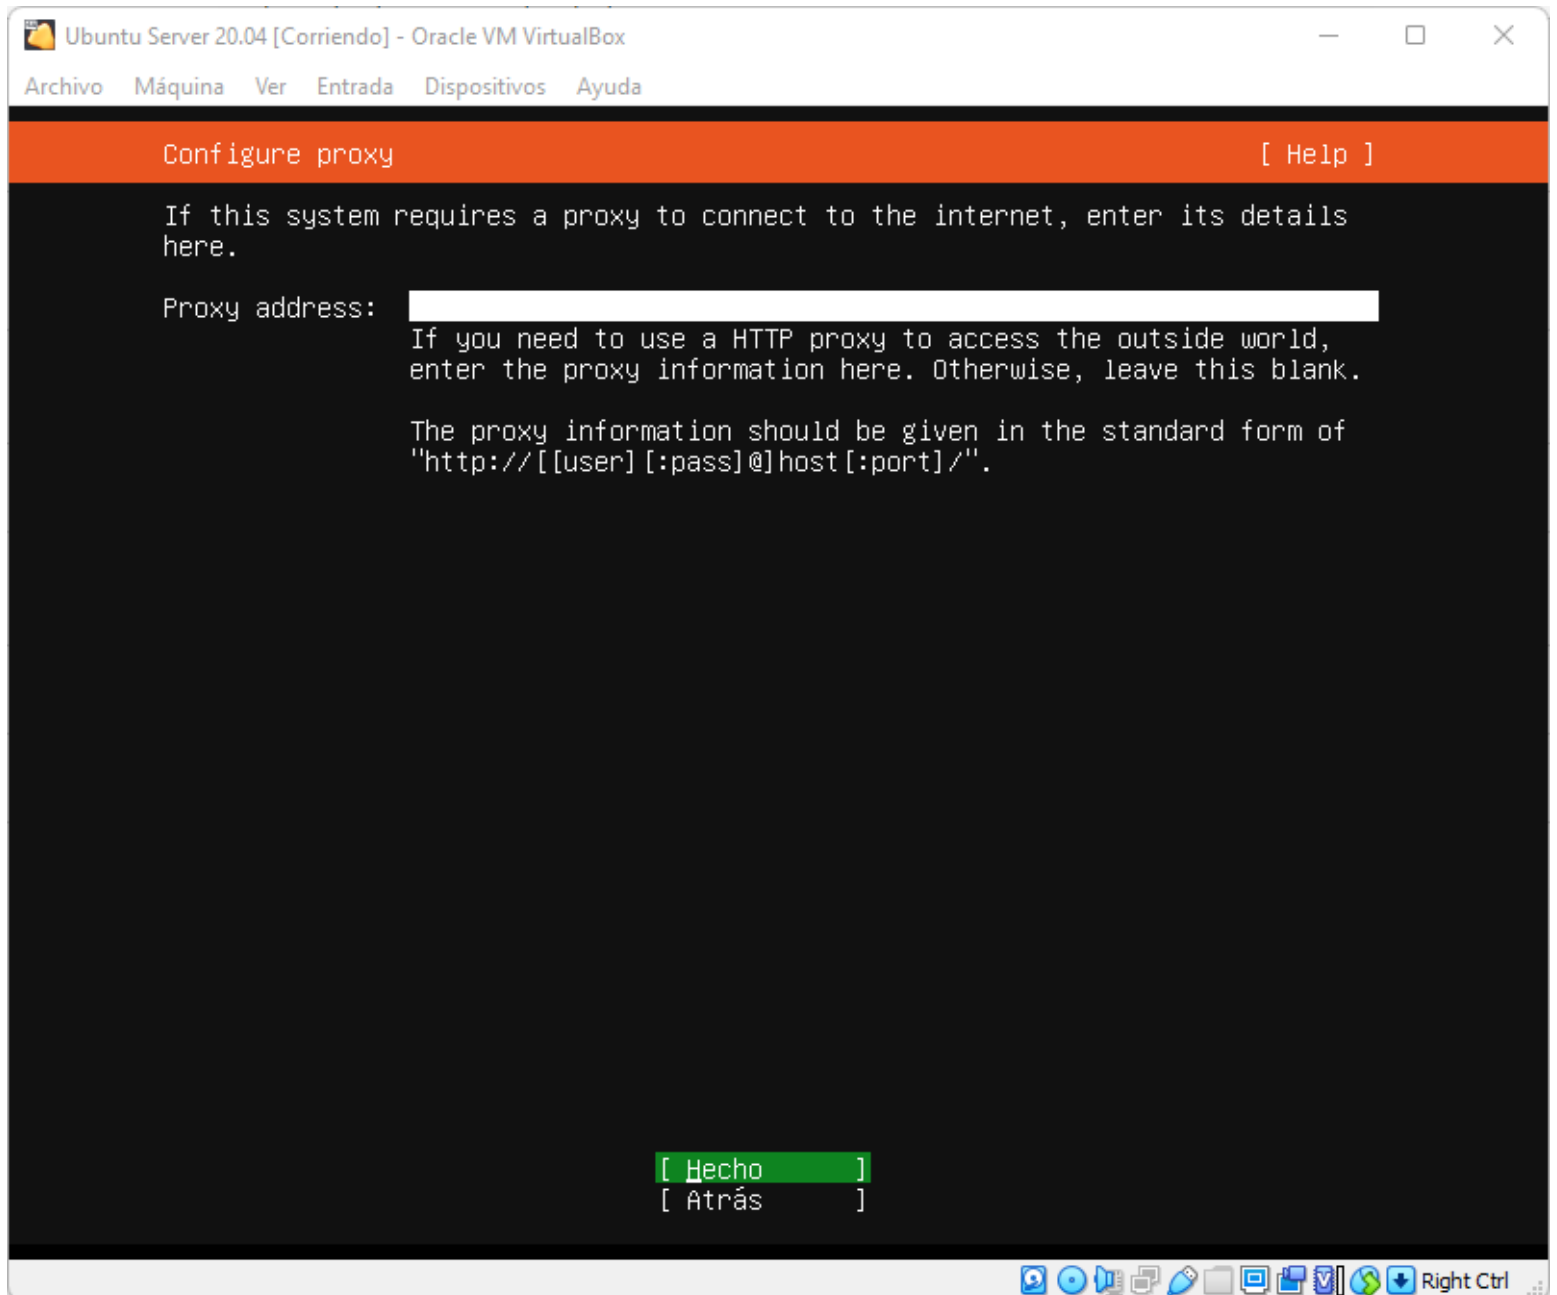 Ubuntu Server 20.04 [Corriendo] - Oracle VM VirtualBox
Archivo Máquina Ver Entrada Dispositivos Ayuda
Configure proxy [ Help ]
If this system requires a proxy to connect to the internet, enter its details
here.
Proxy address:
If you need to use a HTTP proxy to access the outside world,
enter the proxy information here. Otherwise, leave this blank.
The proxy information should be given in the standard form of
"http://[[user][:pass]@]host[:port]/".
[ Hecho ]
[ Atrás ]
Right Ctrl